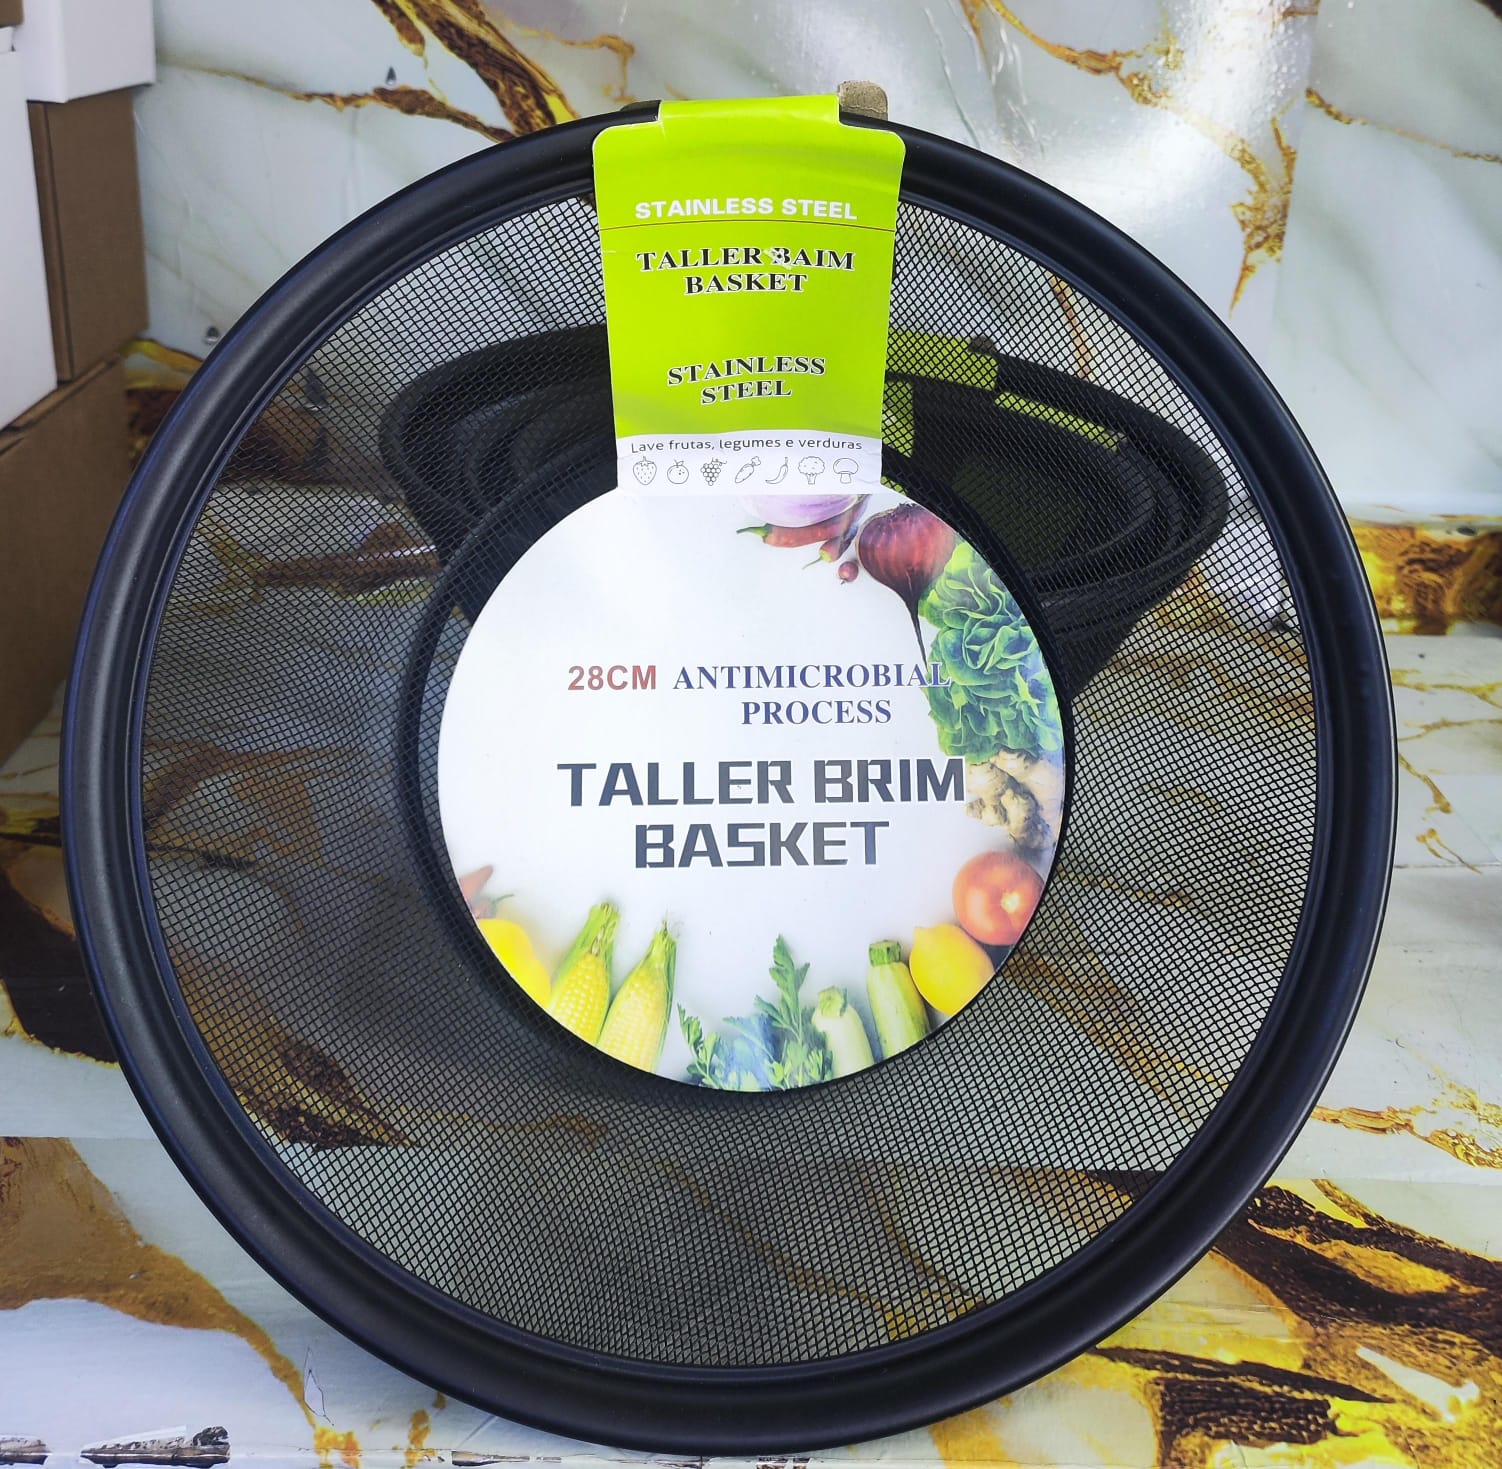 STAINLESS STEEL
TALLER BAIM
BASKET
STAINLESS
STEEL
Lave frutas, legumes e verduras
28CM ANTIMICROBIAL
PROCESS
TALLER BRIM
BASKET